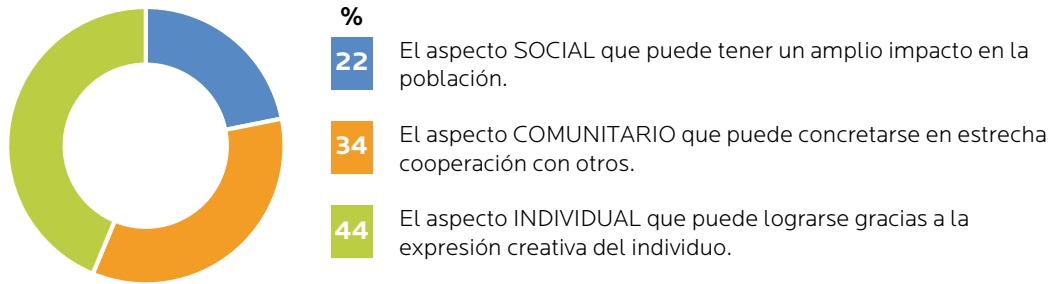 %
22
El aspecto SOCIAL que puede tener un amplio impacto en la
población.
34
El aspecto COMUNITARIO que puede concretarse en estrecha
cooperación con otros.
44
El aspecto INDIVIDUAL que puede lograrse gracias a la
expresión creativa del individuo.